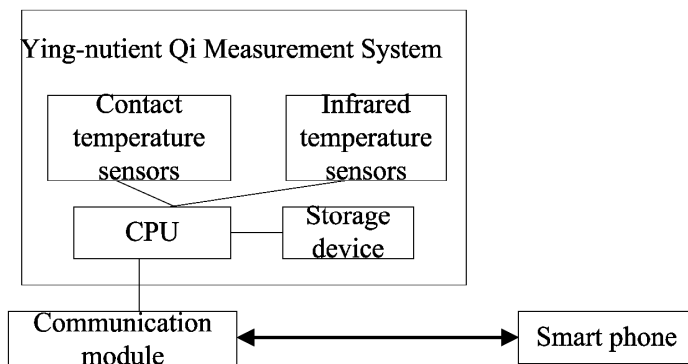 Ying-nutient Qi Measurement System
Contact
temperature
sensors
Infrared
temperature
sensors
CPU
Storage
device
Communication
module
Smart phone